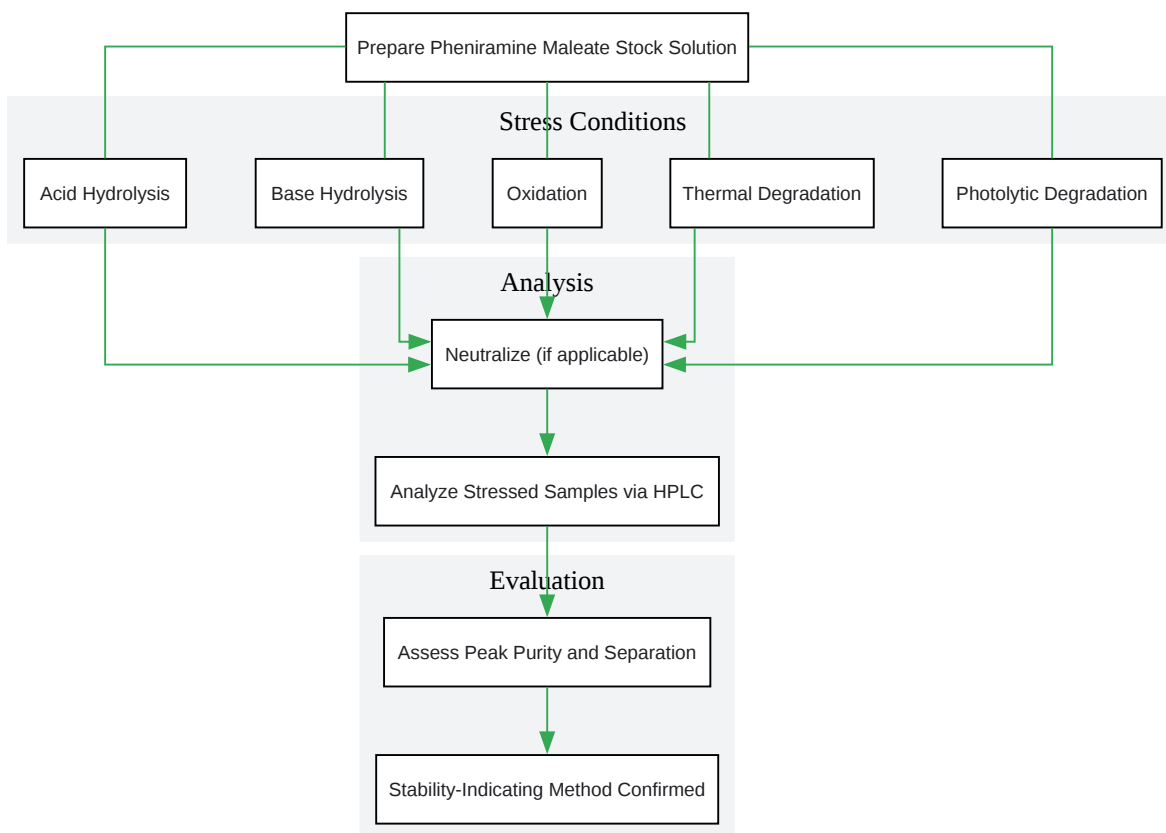 Prepare Pheniramine Maleate Stock Solution
Stress Conditions
Acid Hydrolysis
Base Hydrolysis
Oxidation
Thermal Degradation
Photolytic Degradation
Analysis
Neutralize (if applicable)
Analyze Stressed Samples via HPLC
Evaluation
Assess Peak Purity and Separation
Stability-Indicating Method Confirmed